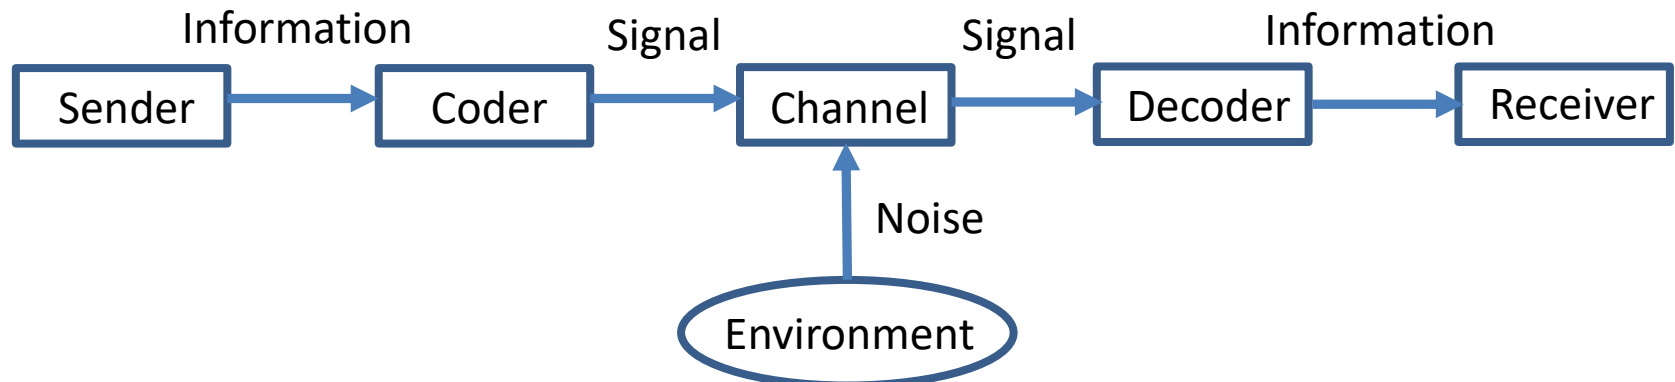 Information
Signal
Signal
Information
Sender
Coder
Channel
Decoder
Receiver
Noise
Environment